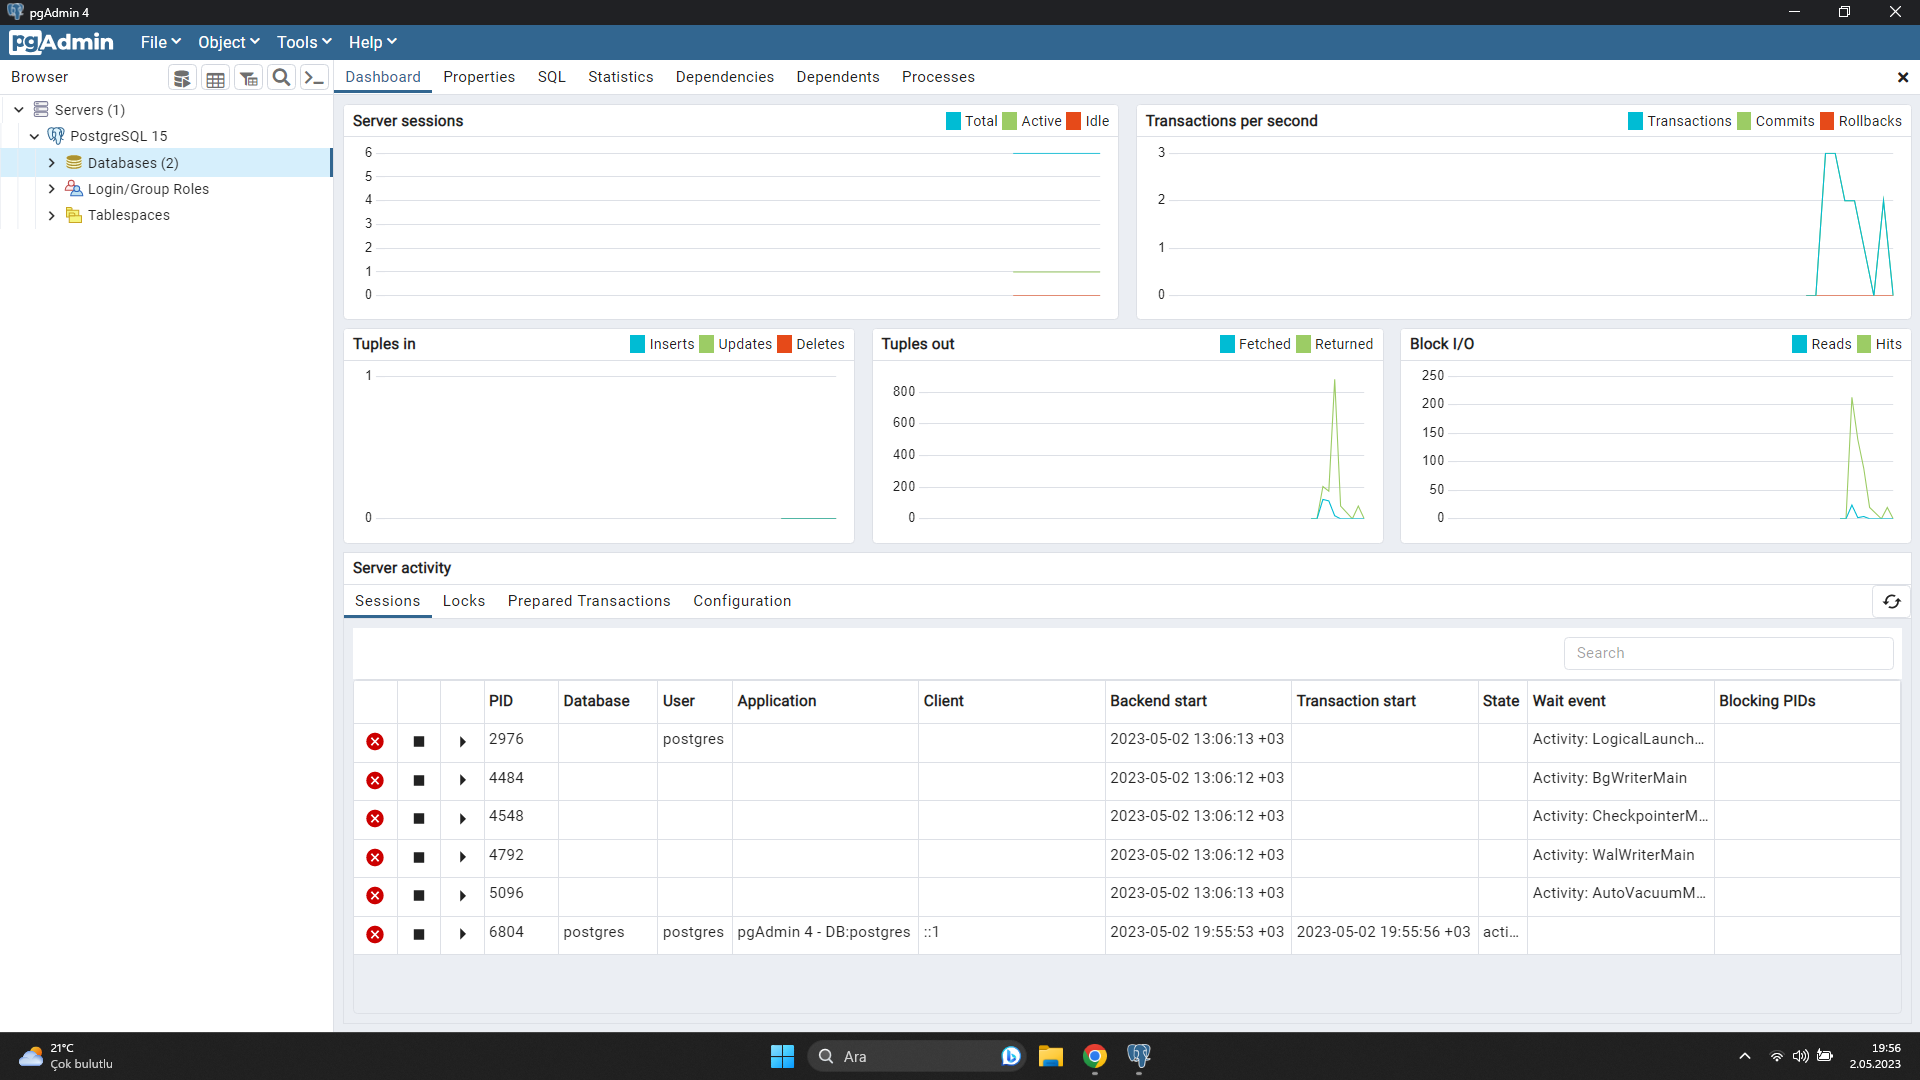 pgAdmin 4
pgAdmin File Object Tools Help
Browser
Dashboard Properties SQL Statistics Dependencies Dependents Processes
Servers (1)
PostgreSQL 15
Databases (2)
Login/Group Roles
Tablespaces
Server sessions Total Active Idle
6
5
4
3
2
1
0
Transactions per second Transactions Commits Rollbacks
3
2
1
0
Tuples in Inserts Updates Deletes
1
0
Tuples out Fetched Returned
800
600
400
200
0
Block I/O Reads Hits
250
200
150
100
50
0
Server activity
Sessions Locks Prepared Transactions Configuration
Search
PID Database User Application Client Backend start Transaction start State Wait event Blocking PIDs
2976 postgres 2023-05-02 13:06:13 +03 Activity: LogicalLaunch...
4484 2023-05-02 13:06:12 +03 Activity: BgWriterMain
4548 2023-05-02 13:06:12 +03 Activity: CheckpointerM...
4792 2023-05-02 13:06:12 +03 Activity: WalWriterMain
5096 2023-05-02 13:06:13 +03 Activity: AutoVacuumM...
6804 postgres postgres pgAdmin 4 - DB:postgres ::1 2023-05-02 19:55:53 +03 2023-05-02 19:55:56 +03 acti...
21°C
Çok bulutlu
Ara
19:56
2.05.2023